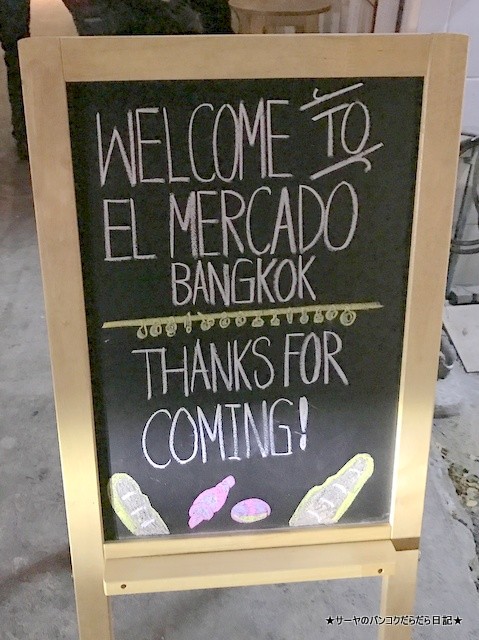 WELCOME TO
EL MERCADO
BANGKOK
THANKS FOR
COMING!
★サーヤのバンコクだらだら日記★